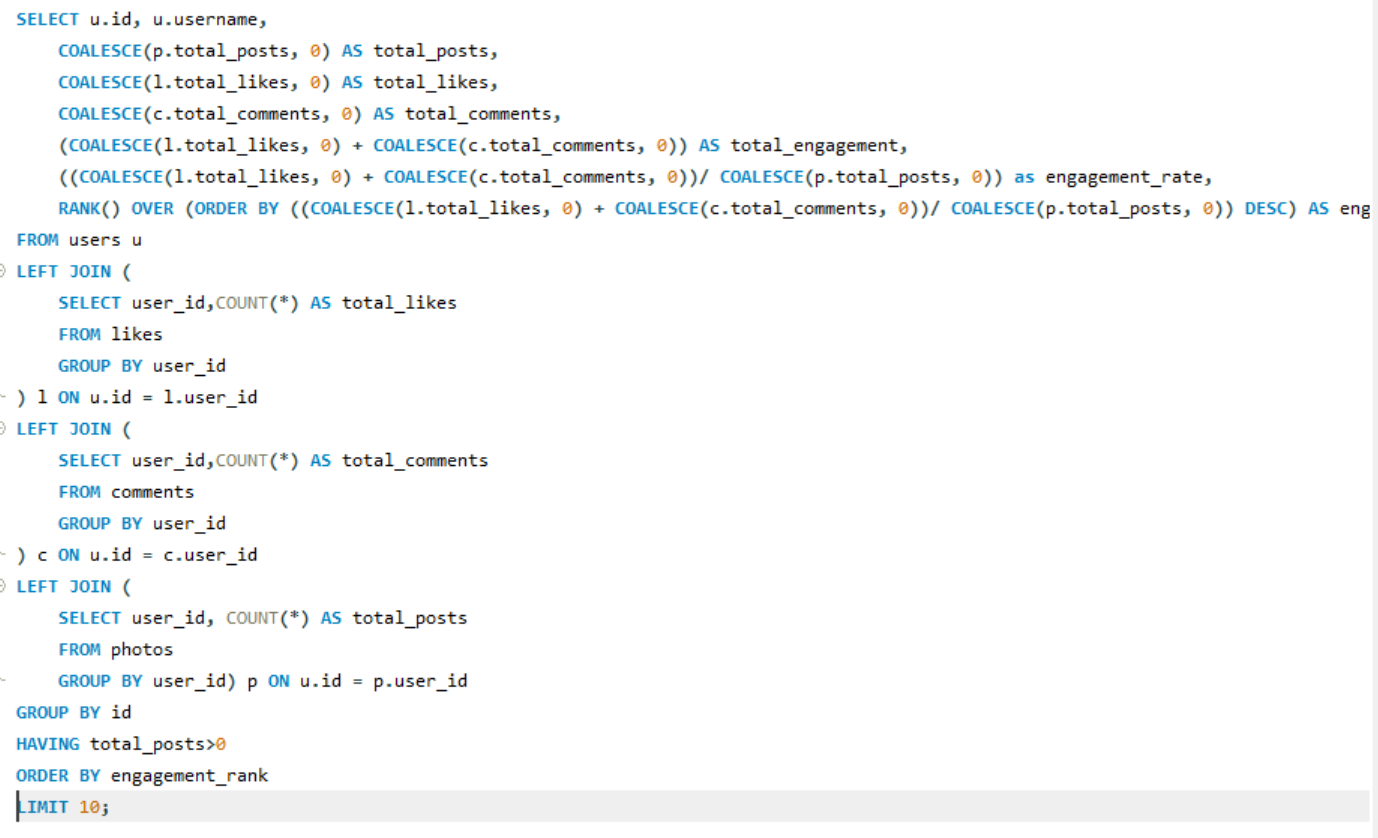 SELECT u.id, u.username,
COALESCE(p.total_posts, 0) AS total_posts,
COALESCE(l.total_likes, 0) AS total_likes,
COALESCE(c.total_comments, 0) AS total_comments,
(COALESCE(l.total_likes, 0) + COALESCE(c.total_comments, 0)) AS total_engagement,
((COALESCE(l.total_likes, 0) + COALESCE(c.total_comments, 0))/ COALESCE(p.total_posts, 0)) as engagement_rate,
RANK() OVER (ORDER BY ((COALESCE(l.total_likes, 0) + COALESCE(c.total_comments, 0))/ COALESCE(p.total_posts, 0)) DESC) AS eng
FROM users u
LEFT JOIN (
SELECT user_id,COUNT(*) AS total_likes
FROM likes
GROUP BY user_id
) l ON u.id = l.user_id
LEFT JOIN (
SELECT user_id,COUNT(*) AS total_comments
FROM comments
GROUP BY user_id
) c ON u.id = c.user_id
LEFT JOIN (
SELECT user_id, COUNT(*) AS total_posts
FROM photos
GROUP BY user_id) p ON u.id = p.user_id
GROUP BY id
HAVING total_posts>0
ORDER BY engagement_rank
LIMIT 10;